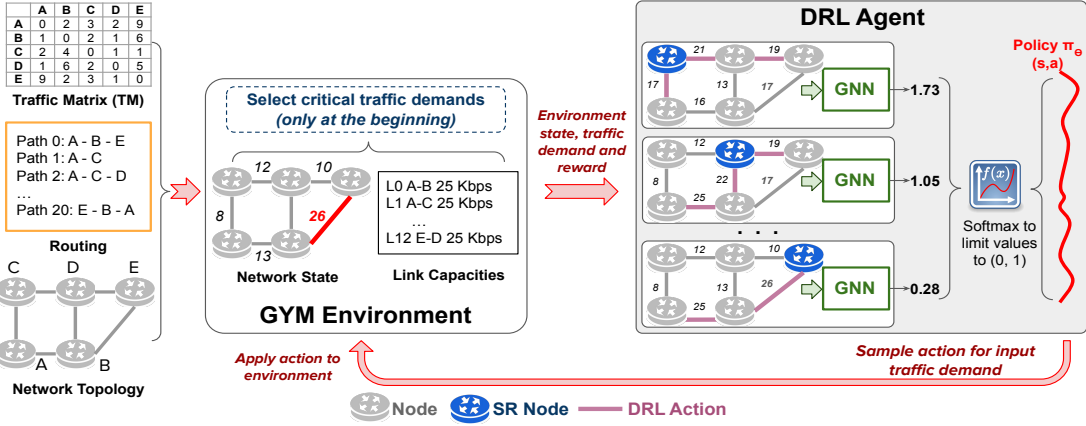 A B C D E
A 0 2 3 2 9
B 1 0 2 1 6
C 2 4 0 1 1
D 1 6 2 0 5
E 9 2 3 1 0
Traffic Matrix (TM)
Path 0: A - B - E
Path 1: A - C
Path 2: A - C - D
...
Path 20: E - B - A
Routing
C D E
A B
Network Topology
Select critical traffic demands
(only at the beginning)
12 10
8 26
13
Network State
L0 A-B 25 Kbps
L1 A-C 25 Kbps
...
L12 E-D 25 Kbps
Link Capacities
GYM Environment
Environment
state, traffic
demand and
reward
DRL Agent
21 19
17 13 17
16
GNN
1.73
12 19
8 22 17
25
GNN
1.05
. . .
12 10
8 13 26
25
GNN
0.28
f(x)
Softmax to
limit values
to (0, 1)
Policy π_θ
(s,a)
Apply action to
environment
Sample action for input
traffic demand
Node SR Node DRL Action